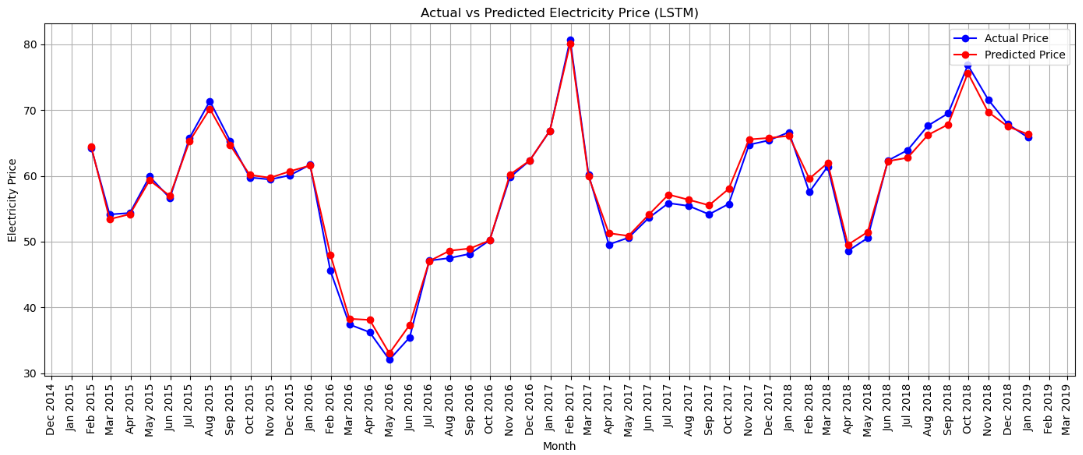 Actual vs Predicted Electricity Price (LSTM)
Actual Price
Predicted Price
Electricity Price
80
70
60
50
40
30
Dec 2014
Jan 2015
Feb 2015
Mar 2015
Apr 2015
May 2015
Jun 2015
Jul 2015
Aug 2015
Sep 2015
Oct 2015
Nov 2015
Dec 2015
Jan 2016
Feb 2016
Mar 2016
Apr 2016
May 2016
Jun 2016
Jul 2016
Aug 2016
Sep 2016
Oct 2016
Nov 2016
Dec 2016
Jan 2017
Feb 2017
Mar 2017
Apr 2017
May 2017
Jun 2017
Jul 2017
Aug 2017
Sep 2017
Oct 2017
Nov 2017
Dec 2017
Jan 2018
Feb 2018
Mar 2018
Apr 2018
May 2018
Jun 2018
Jul 2018
Aug 2018
Sep 2018
Oct 2018
Nov 2018
Dec 2018
Jan 2019
Feb 2019
Mar 2019
Month